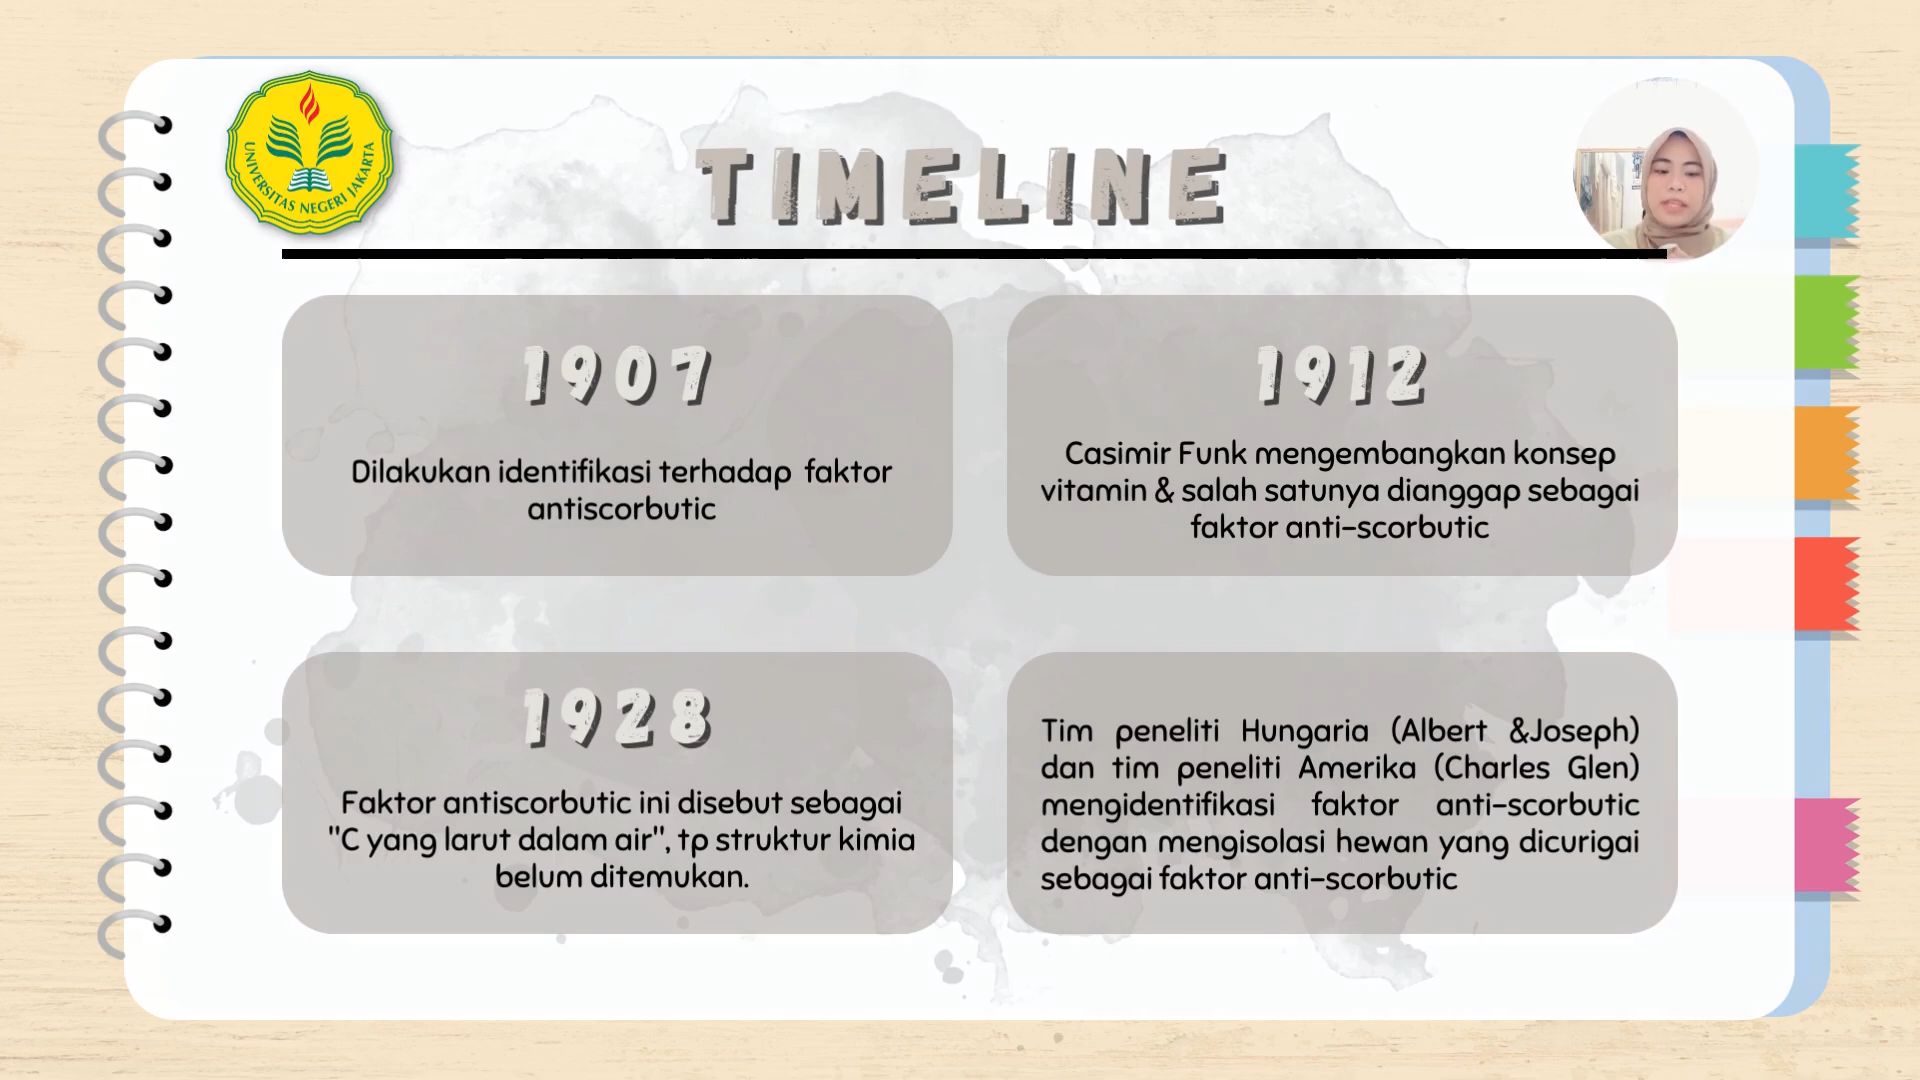 UNIVERSITAS NEGERI JAKARTA
TIMELINE
1907
Dilakukan identifikasi terhadap faktor
antiscorbutic
1912
Casimir Funk mengembangkan konsep
vitamin & salah satunya dianggap sebagai
faktor anti-scorbutic
1928
Faktor antiscorbutic ini disebut sebagai
"C yang larut dalam air", tp struktur kimia
belum ditemukan.
Tim peneliti Hungaria (Albert &Joseph)
dan tim peneliti Amerika (Charles Glen)
mengidentifikasi faktor anti-scorbutic
dengan mengisolasi hewan yang dicurigai
sebagai faktor anti-scorbutic